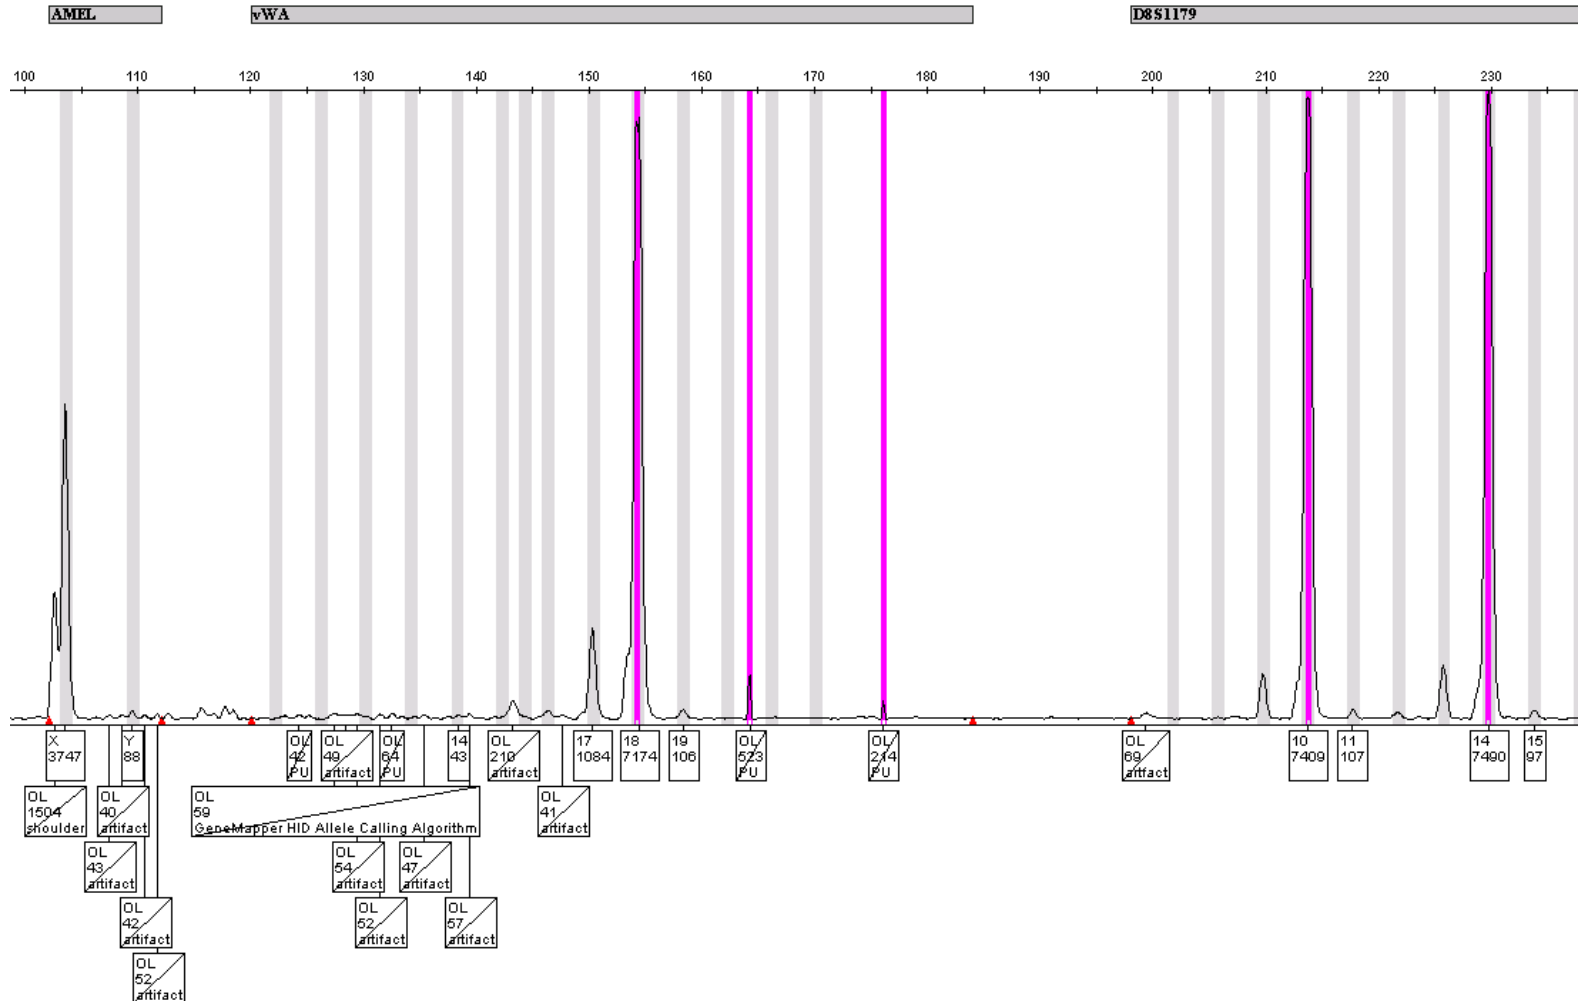 AMEL vWA D8S1179
100 110 120 130 140 150 160 170 180 190 200 210 220 230
X Y OL OL OL 14 OL 17 18 19 OL OL OL 10 11 14 15
3747 88 42 49 64 43 210 1084 7174 106 523 214 69 7409 107 7490 97
PU artifact PU artifact PU PU artifact
OL OL OL OL
1504 40 59 41
shoulder artifact GeneMapper HID Allele Calling Algorithm artifact
OL OL OL
43 54 47
artifact artifact artifact
OL OL OL
42 52 57
artifact artifact artifact
OL
52
artifact